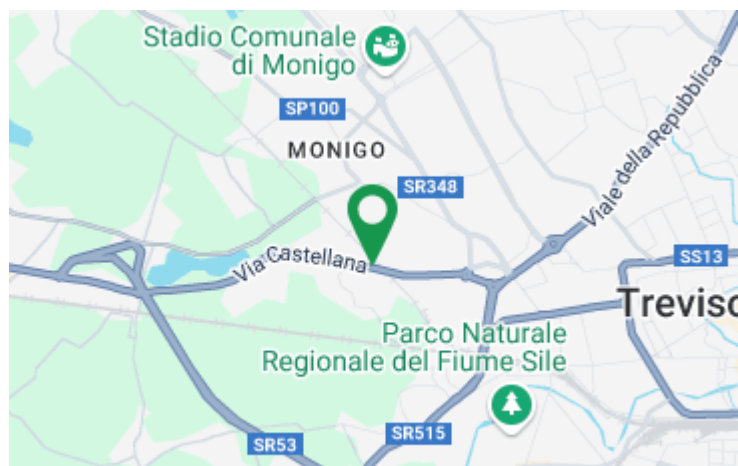 Stadio Comunale
di Monigo
SP100
MONIGO
Viale della Repubblica
SR348
Via Castellana
SS13
Treviso
Parco Naturale
Regionale del Fiume Sile
SR53
SR515